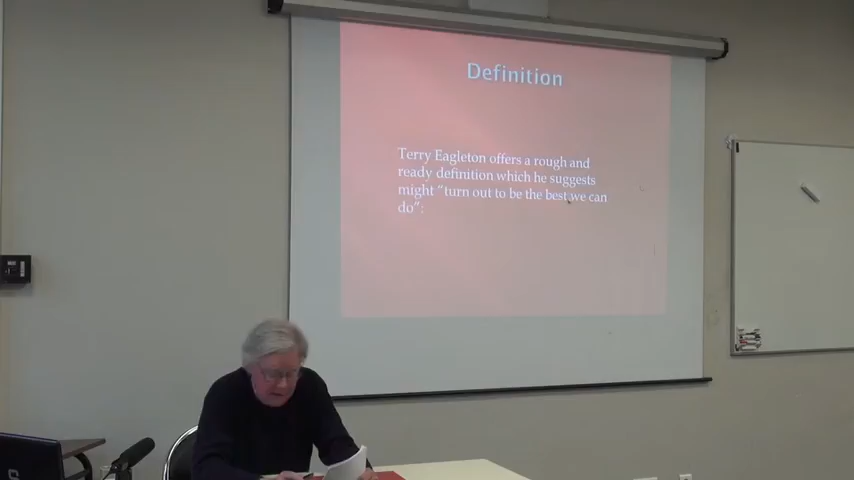 Definition
Terry Eagleton offers a rough and
ready definition which he suggests
might “turn out to be the best we can
do”: